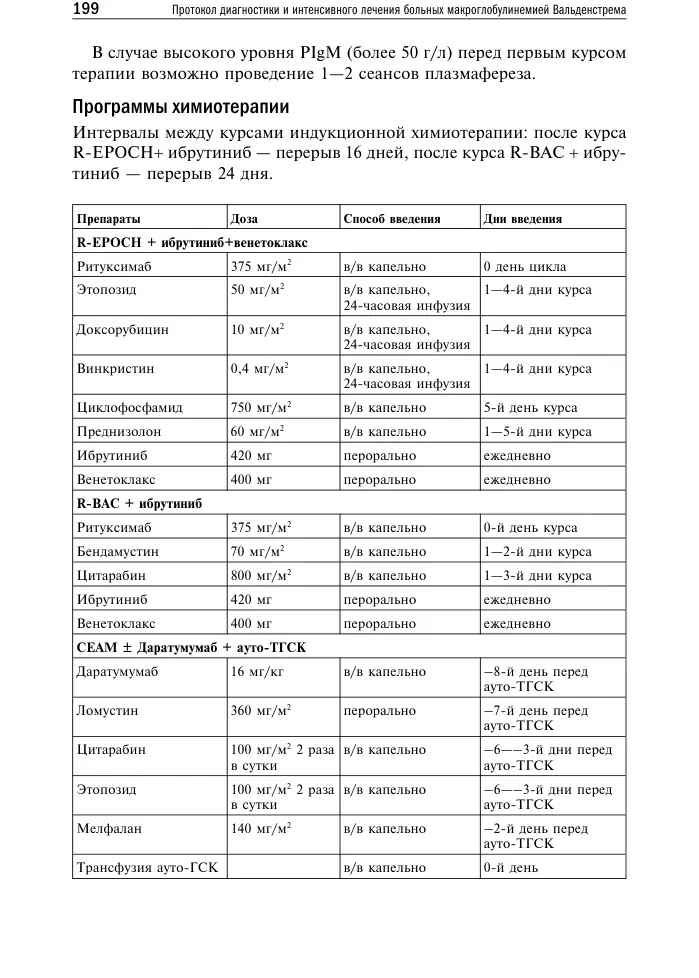 199 Протокол диагностики и интенсивного лечения больных макроглобулинемией Вальденстрема
В случае высокого уровня PIgM (более 50 г/л) перед первым курсом
терапии возможно проведение 1—2 сеансов плазмафереза.
Программы химиотерапии
Интервалы между курсами индукционной химиотерапии: после курса
R-EPOCH+ ибрутиниб — перерыв 16 дней, после курса R-BAC + ибру-
тиниб — перерыв 24 дня.
Препараты Доза Способ введения Дни введения
R-EPOCH + ибрутиниб+венетоклакс
Ритуксимаб 375 мг/м² в/в капельно 0 день цикла
Этопозид 50 мг/м² в/в капельно, 1—4-й дни курса
24-часовая инфузия
Доксорубицин 10 мг/м² в/в капельно, 1—4-й дни курса
24-часовая инфузия
Винкристин 0,4 мг/м² в/в капельно, 1—4-й дни курса
24-часовая инфузия
Циклофосфамид 750 мг/м² в/в капельно 5-й день курса
Преднизолон 60 мг/м² в/в капельно 1—5-й дни курса
Ибрутиниб 420 мг перорально ежедневно
Венетоклакс 400 мг перорально ежедневно
R-BAC + ибрутиниб
Ритуксимаб 375 мг/м² в/в капельно 0-й день курса
Бендамустин 70 мг/м² в/в капельно 1—2-й дни курса
Цитарабин 800 мг/м² в/в капельно 1—3-й дни курса
Ибрутиниб 420 мг перорально ежедневно
Венетоклакс 400 мг перорально ежедневно
CEAM ± Даратумумаб + ауто-ТГСК
Даратумумаб 16 мг/кг в/в капельно −8-й день перед
ауто-ТГСК
Ломустин 360 мг/м² перорально −7-й день перед
ауто-ТГСК
Цитарабин 100 мг/м² 2 раза в/в капельно −6—−3-й дни перед
в сутки ауто-ТГСК
Этопозид 100 мг/м² 2 раза в/в капельно −6—−3-й дни перед
в сутки ауто-ТГСК
Мелфалан 140 мг/м² в/в капельно −2-й день перед
ауто-ТГСК
Трансфузия ауто-ГСК в/в капельно 0-й день